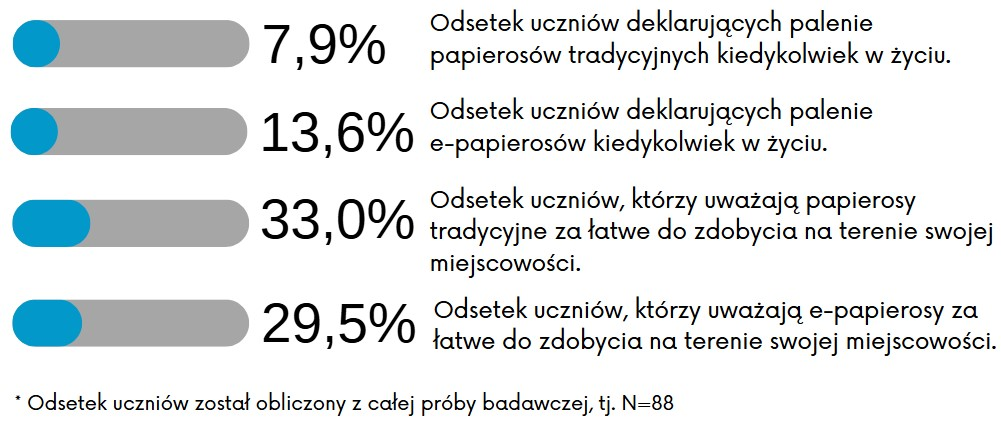 7,9%
Odsetek uczniów deklarujących palenie
papierosów tradycyjnych kiedykolwiek w życiu.
13,6%
Odsetek uczniów deklarujących palenie
e-papierosów kiedykolwiek w życiu.
33,0%
Odsetek uczniów, którzy uważają papierosy
tradycyjne za łatwe do zdobycia na terenie swojej
miejscowości.
29,5%
Odsetek uczniów, którzy uważają e-papierosy za
łatwe do zdobycia na terenie swojej miejscowości.
* Odsetek uczniów został obliczony z całej próby badawczej, tj. N=88